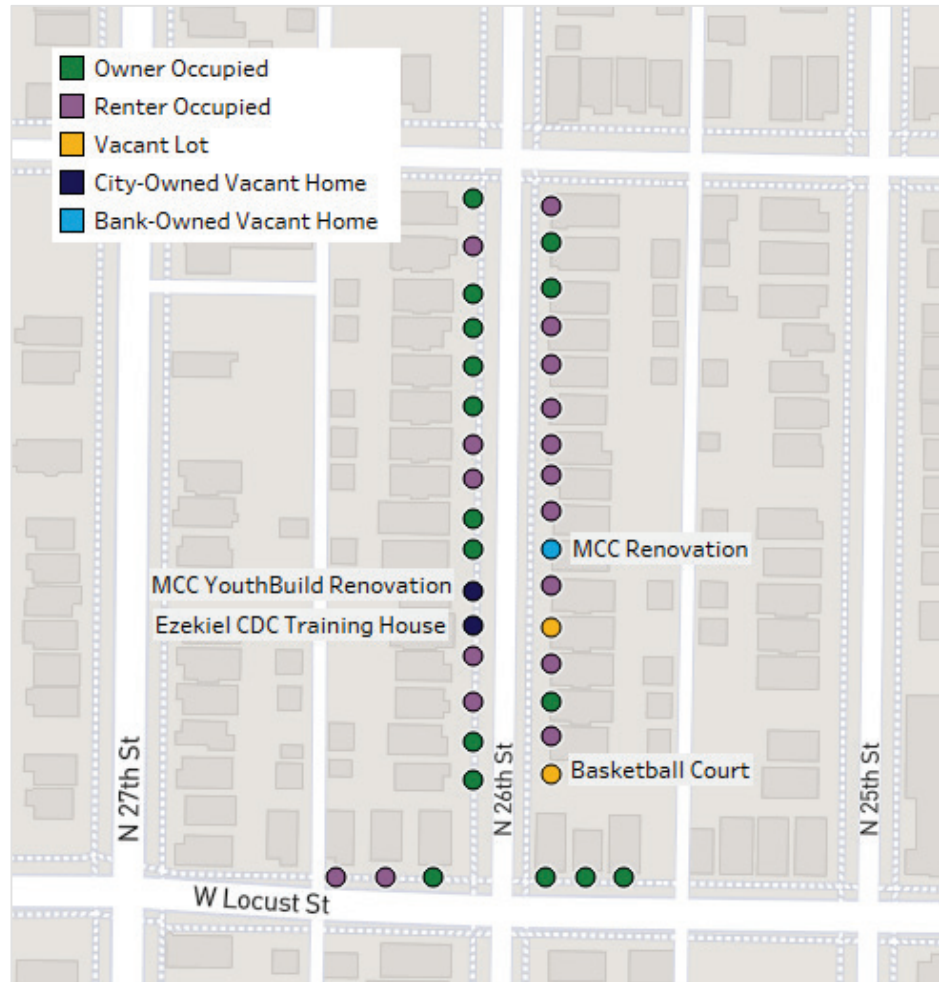 Owner Occupied
Renter Occupied
Vacant Lot
City-Owned Vacant Home
Bank-Owned Vacant Home
MCC Renovation
MCC YouthBuild Renovation
Ezekiel CDC Training House
Basketball Court
N 27th St
N 26th St
N 25th St
W Locust St